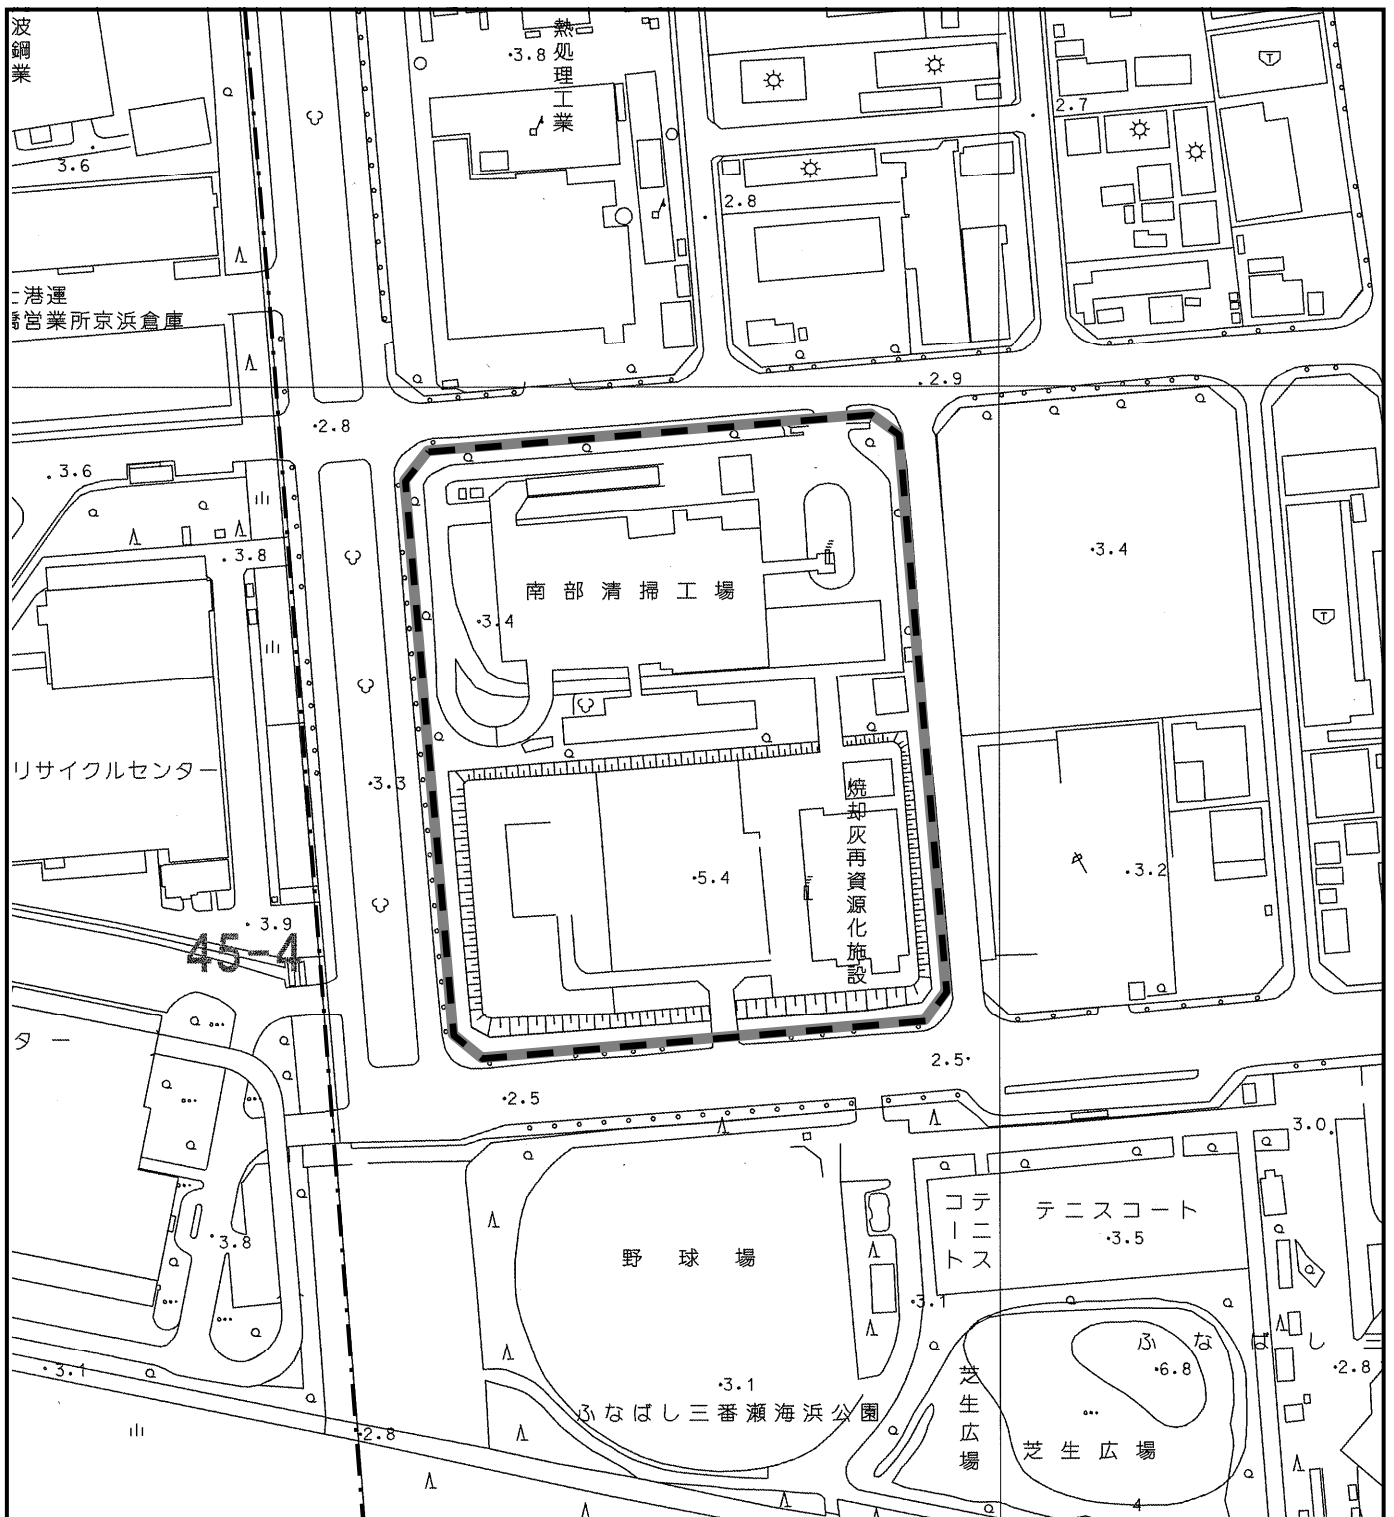 波鋼業
熱処理工業
3.8
2.7
3.6
2.8
港運
営業所京浜倉庫
2.9
2.8
3.6
3.8
3.4
南部清掃工場
3.4
リサイクルセンター
3.3
焼却灰再資源化施設
5.4
3.2
3.9
45-4
ター
2.5
2.5
3.0
テニスコート
テニスコート
3.5
3.8
野球場
3.1
ふなばし三
6.8
2.8
3.1
3.1
芝生広場
ふなばし三番瀬海浜公園
2.8
芝生広場
4